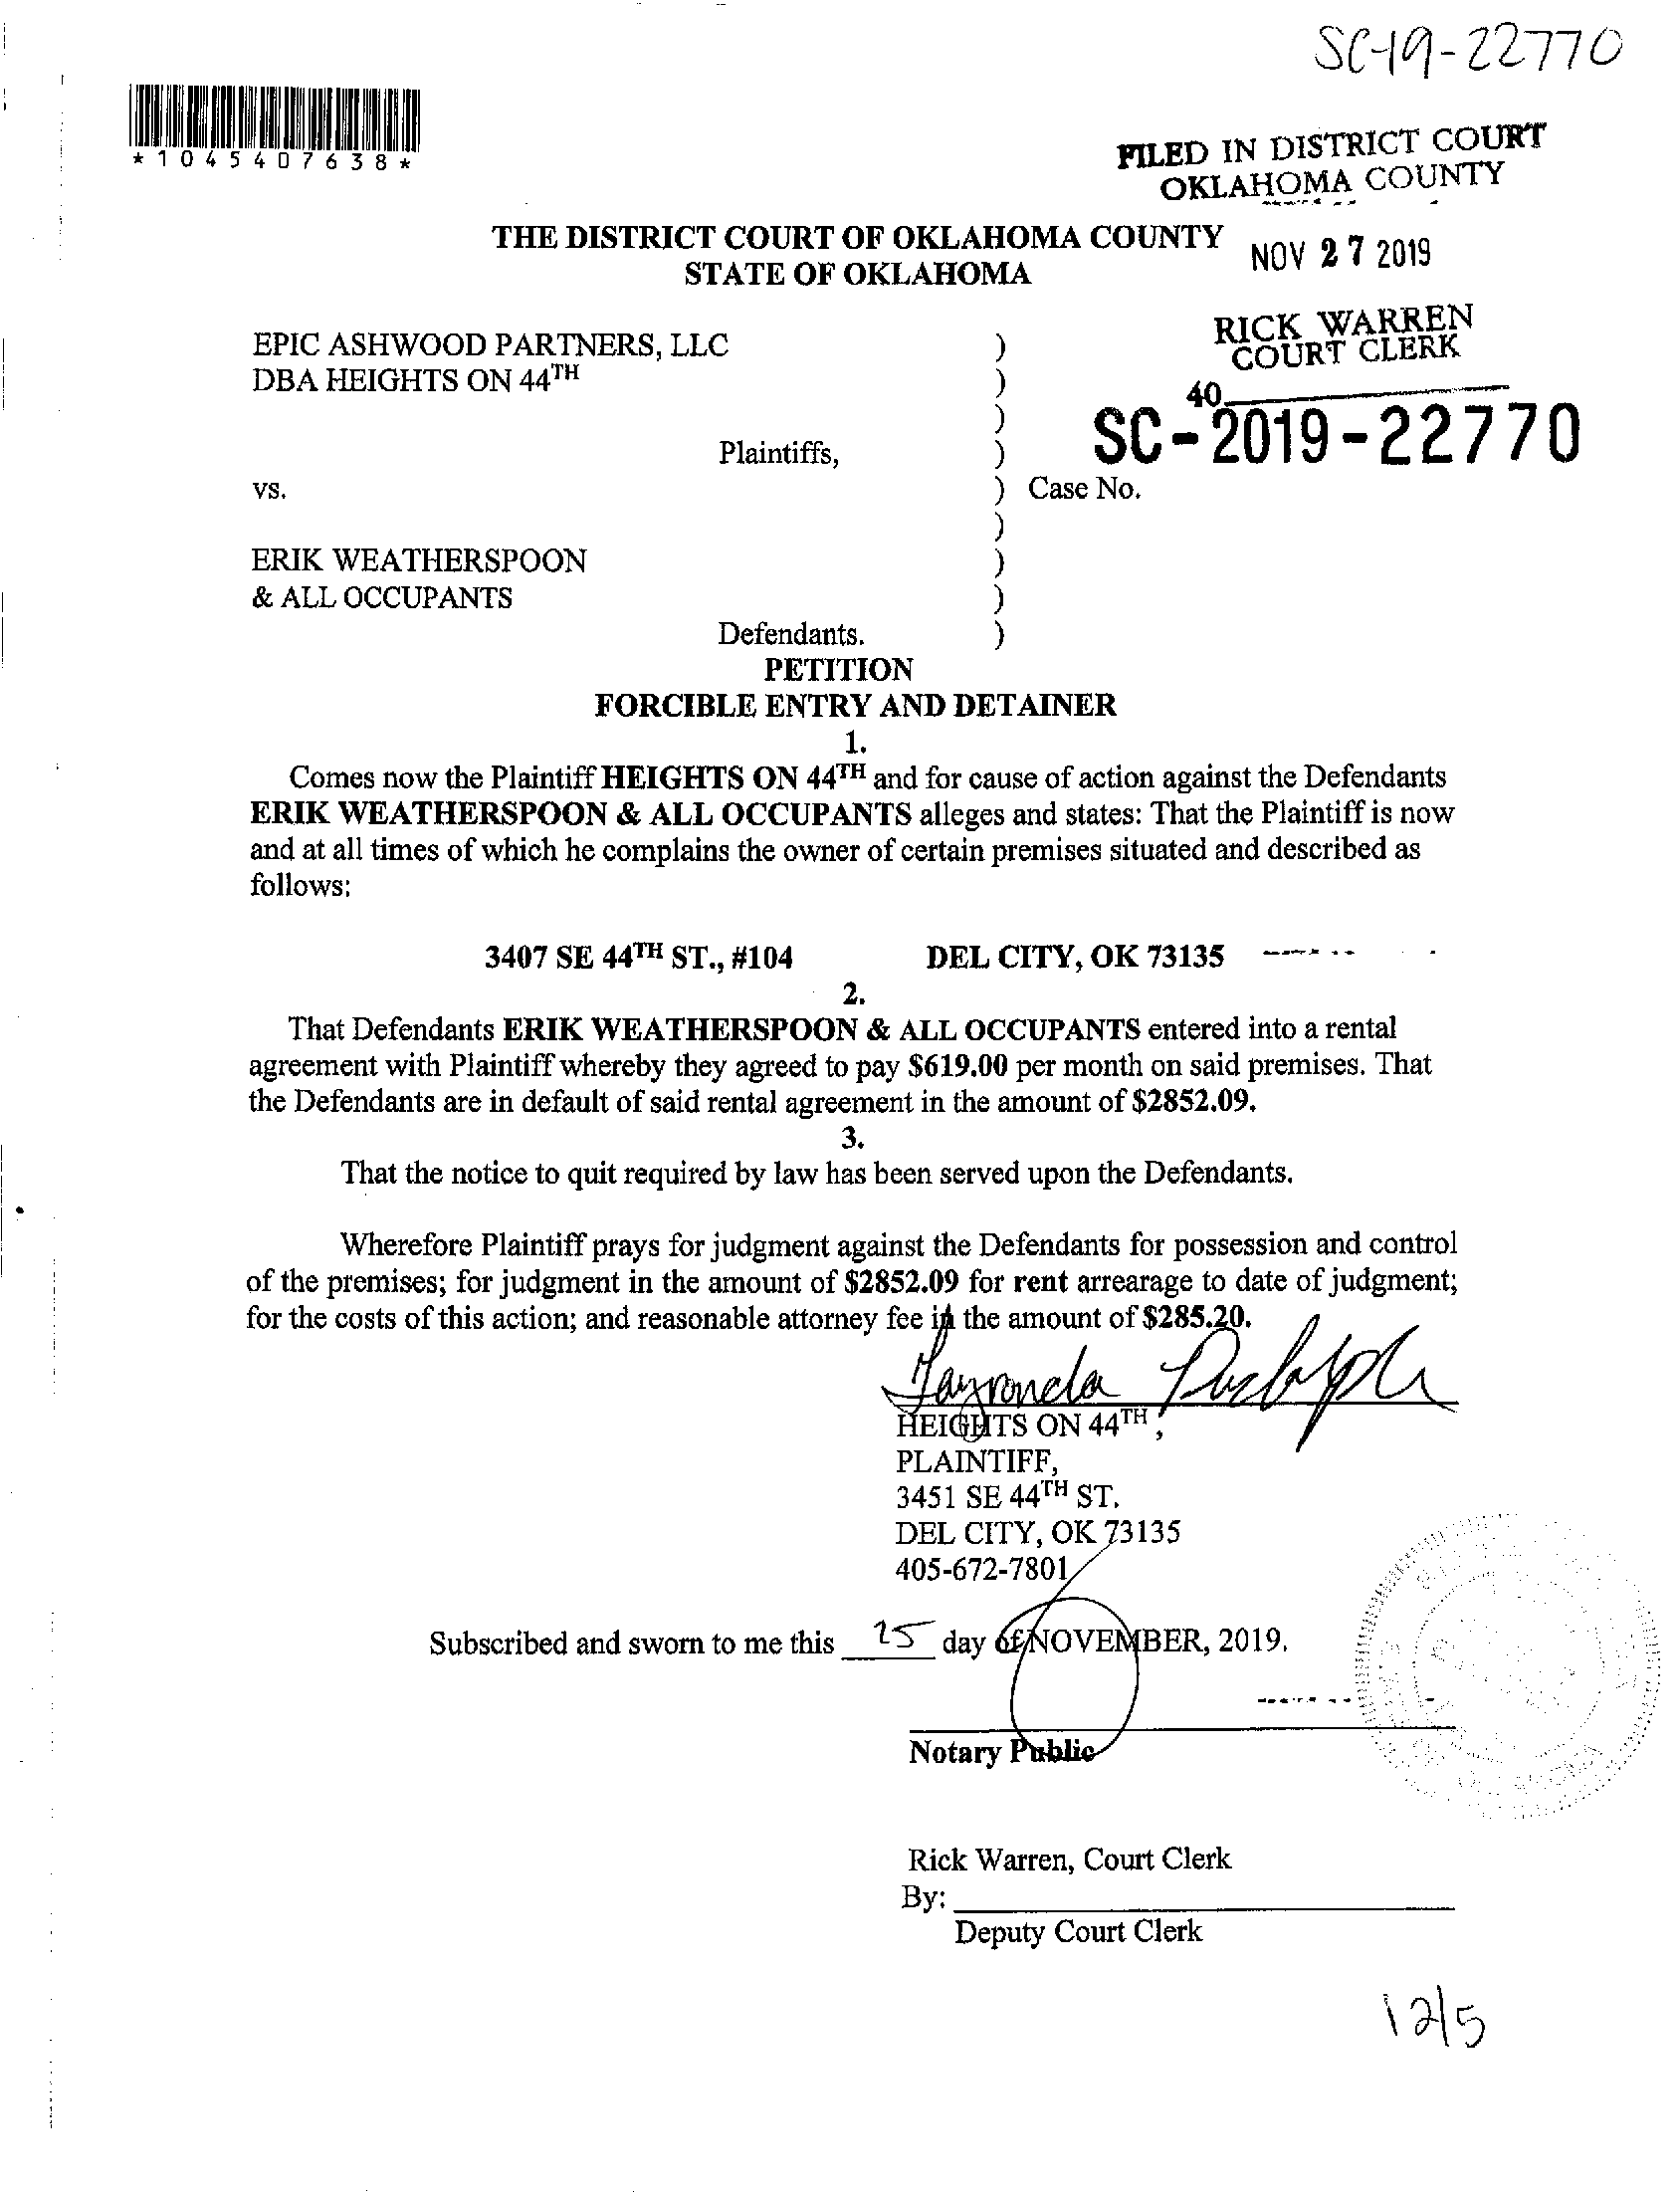 SC-19-22770
*1045407638*
FILED IN DISTRICT COURT
OKLAHOMA COUNTY
THE DISTRICT COURT OF OKLAHOMA COUNTY
STATE OF OKLAHOMA
NOV 27 2019
RICK WARREN
COURT CLERK
40
SC-2019-22770
EPIC ASHWOOD PARTNERS, LLC )
DBA HEIGHTS ON 44TH )
)
Plaintiffs, )
vs. ) Case No.
)
ERIK WEATHERSPOON )
& ALL OCCUPANTS )
Defendants. )
PETITION
FORCIBLE ENTRY AND DETAINER
1.
Comes now the Plaintiff HEIGHTS ON 44TH and for cause of action against the Defendants
ERIK WEATHERSPOON & ALL OCCUPANTS alleges and states: That the Plaintiff is now
and at all times of which he complains the owner of certain premises situated and described as
follows:
3407 SE 44TH ST., #104 DEL CITY, OK 73135
2.
That Defendants ERIK WEATHERSPOON & ALL OCCUPANTS entered into a rental
agreement with Plaintiff whereby they agreed to pay $619.00 per month on said premises. That
the Defendants are in default of said rental agreement in the amount of $2852.09.
3.
That the notice to quit required by law has been served upon the Defendants.
Wherefore Plaintiff prays for judgment against the Defendants for possession and control
of the premises; for judgment in the amount of $2852.09 for rent arrearage to date of judgment;
for the costs of this action; and reasonable attorney fee in the amount of $285.20.
HEIGHTS ON 44TH,
PLAINTIFF,
3451 SE 44TH ST.
DEL CITY, OK 73135
405-672-7801
Subscribed and sworn to me this 25 day of NOVEMBER, 2019.
Notary Public
Rick Warren, Court Clerk
By:
Deputy Court Clerk
12/5